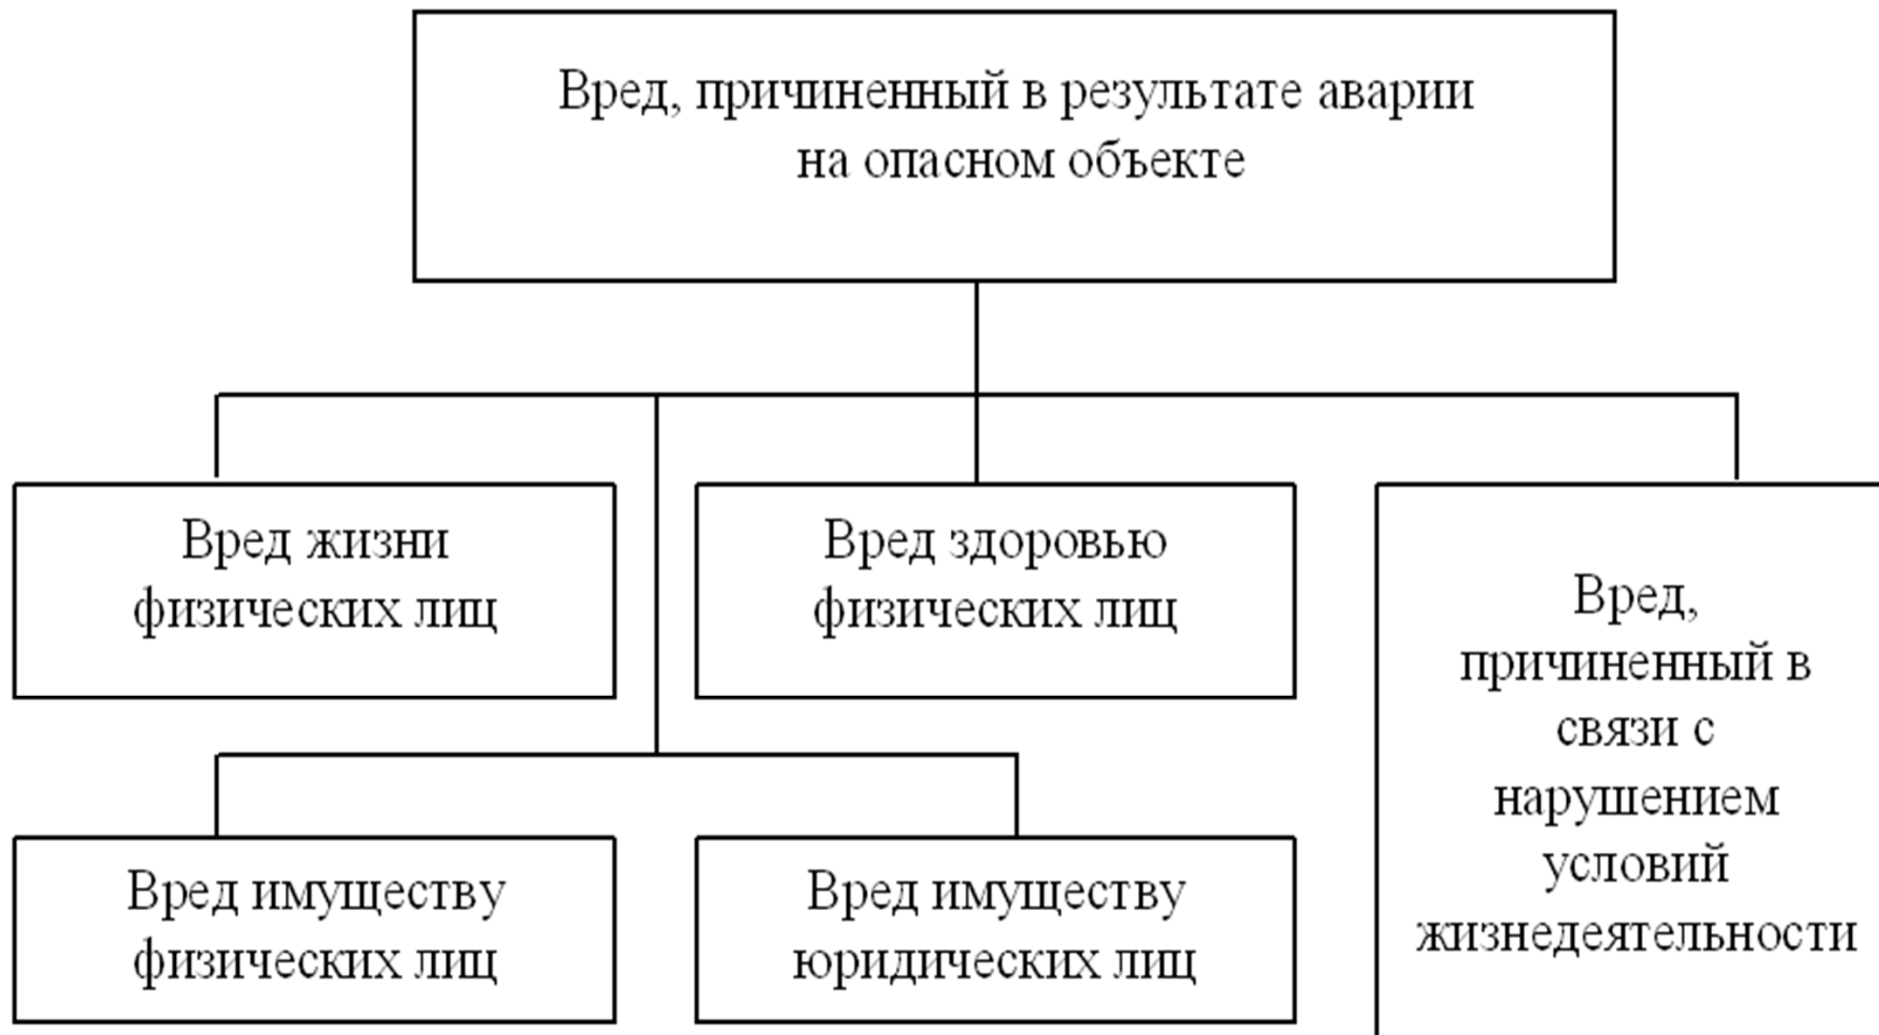 Вред, причиненный в результате аварии
на опасном объекте
Вред жизни
физических лиц
Вред здоровью
физических лиц
Вред,
причиненный в
связи с
нарушением
условий
жизнедеятельности
Вред имуществу
физических лиц
Вред имуществу
юридических лиц